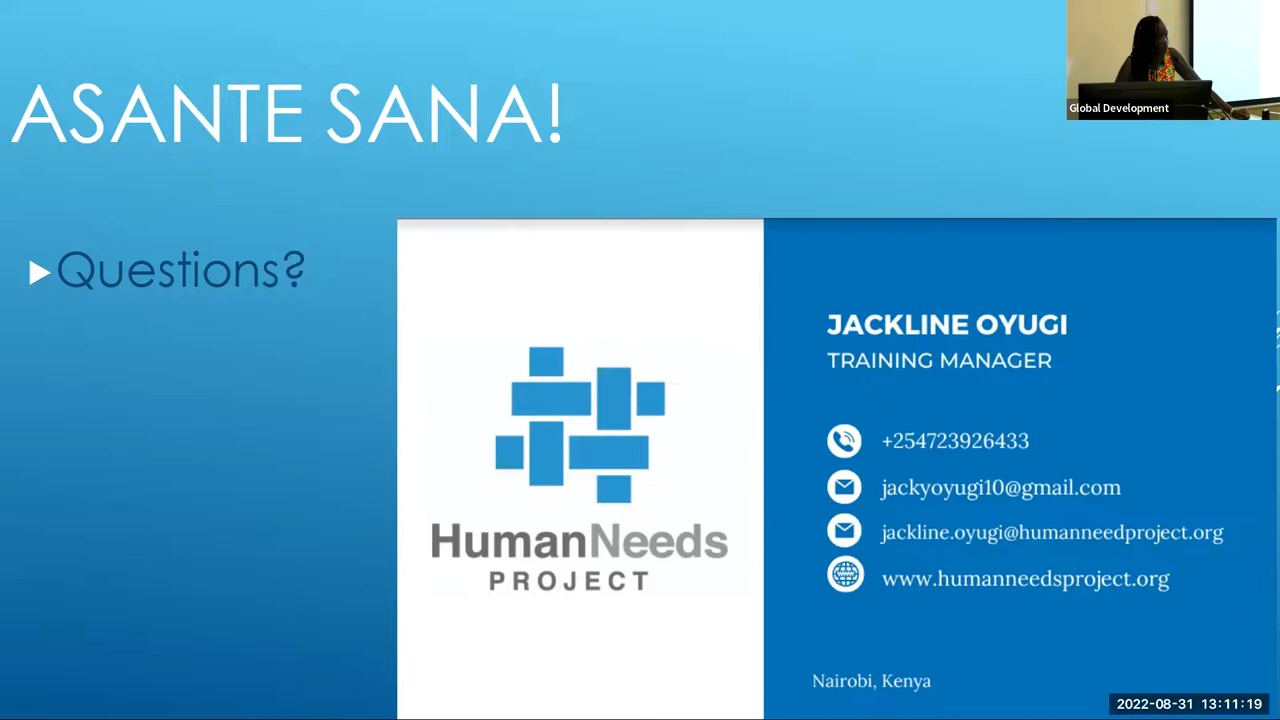 ASANTE SANA!
Global Development
Questions?
HumanNeeds
PROJECT
JACKLINE OYUGI
TRAINING MANAGER
+254723926433
jackyoyugi10@gmail.com
jackline.oyugi@humanneedproject.org
www.humanneedsproject.org
Nairobi, Kenya
2022-08-31 13:11:19